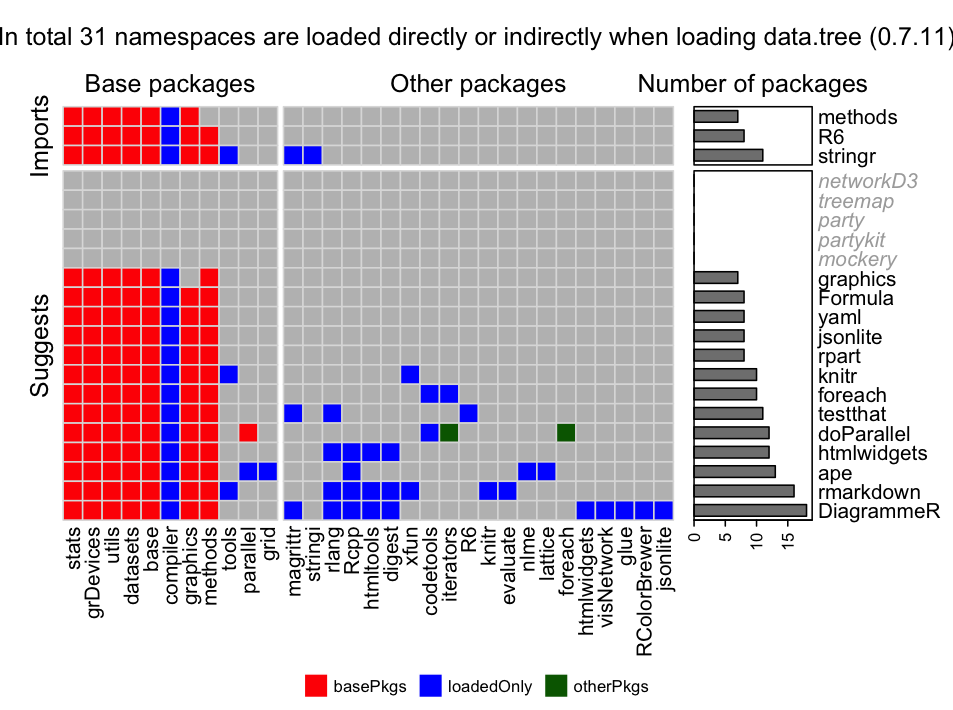 In total 31 namespaces are loaded directly or indirectly when loading data.tree (0.7.11)
Base packages
Other packages
Number of packages
Imports
methods
R6
stringr
Suggests
networkD3
treemap
party
partykit
mockery
graphics
Formula
yaml
jsonlite
rpart
knitr
foreach
testthat
doParallel
htmlwidgets
ape
rmarkdown
DiagrammeR
stats
grDevices
utils
datasets
base
compiler
graphics
methods
tools
parallel
grid
magrittr
stringi
rlang
Rcpp
htmltools
digest
xfun
codetools
iterators
R6
knitr
evaluate
nlme
lattice
foreach
htmlwidgets
visNetwork
glue
RColorBrewer
jsonlite
0
5
10
15
basePkgs
loadedOnly
otherPkgs